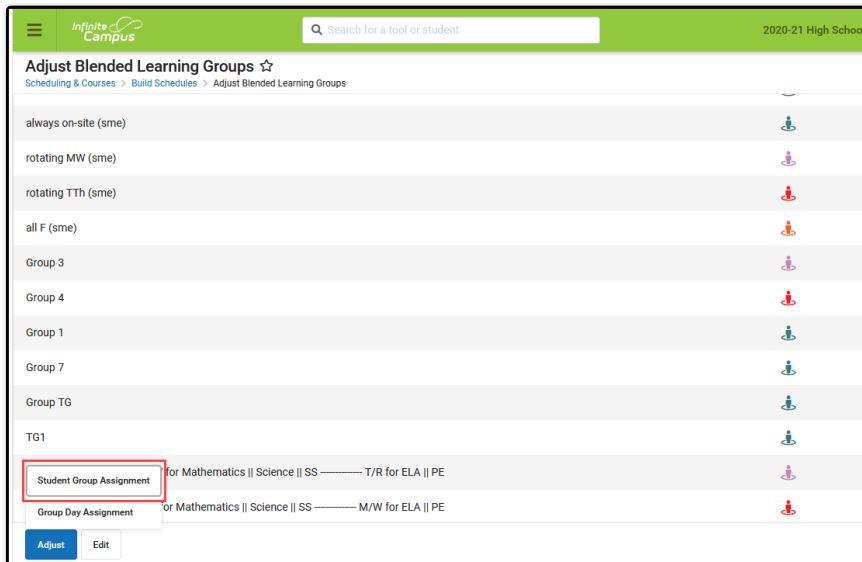 Infinite Campus
Search for a tool or student
2020-21 High Schoo
Adjust Blended Learning Groups
Scheduling & Courses > Build Schedules > Adjust Blended Learning Groups
always on-site (sme)
rotating MW (sme)
rotating TTh (sme)
all F (sme)
Group 3
Group 4
Group 1
Group 7
Group TG
TG1
for Mathematics || Science || SS ------------- T/R for ELA || PE
Student Group Assignment
or Mathematics || Science || SS ------------- M/W for ELA || PE
Group Day Assignment
Adjust Edit